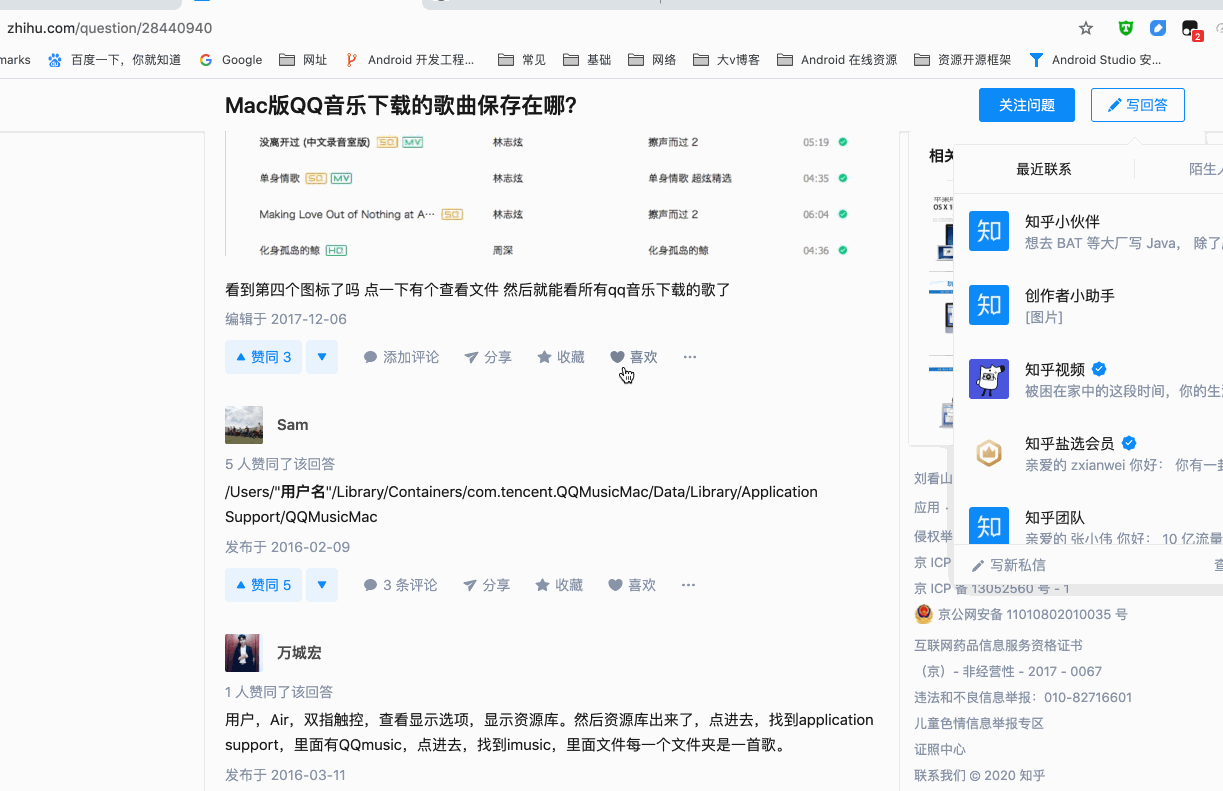 zhihu.com/question/28440940
2
marks 百度一下，你就知道 Google 网址 Android 开发工程... 常见 基础 网络 大v博客 Android 在线资源 资源开源框架 Android Studio 安...
Mac版QQ音乐下载的歌曲保存在哪?
关注问题
写回答
没离开过 (中文录音室版) SQ MV 林志炫 擦声而过 2 05:19
单身情歌 SQ MV 林志炫 单身情歌 超炫精选 04:35
Making Love Out of Nothing at A··· SQ 林志炫 擦声而过 2 06:04
化身孤岛的鲸 HQ 周深 化身孤岛的鲸 04:36
看到第四个图标了吗 点一下有个查看文件 然后就能看所有qq音乐下载的歌了
编辑于 2017-12-06
赞同 3 添加评论 分享 收藏 喜欢 ···
Sam
5 人赞同了该回答
/Users/"用户名"/Library/Containers/com.tencent.QQMusicMac/Data/Library/Application
Support/QQMusicMac
发布于 2016-02-09
赞同 5 3 条评论 分享 收藏 喜欢 ···
万城宏
1 人赞同了该回答
用户，Air，双指触控，查看显示选项，显示资源库。然后资源库出来了，点进去，找到application
support，里面有QQmusic，点进去，找到imusic，里面文件每一个文件夹是一首歌。
发布于 2016-03-11
相关
OS X 1
最近联系
陌生人
知乎小伙伴
想去 BAT 等大厂写 Java， 除了
创作者小助手
[图片]
知乎视频
被困在家中的这段时间，你的生活
知乎盐选会员
亲爱的 zxianwei 你好： 你有一封
知乎团队
亲爱的 张小伟 你好： 10 亿流量
写新私信
查
刘看山
应用 ·
侵权举
京 ICP
京 ICP 备 13052560 号 - 1
京公网安备 11010802010035 号
互联网药品信息服务资格证书
（京）- 非经营性 - 2017 - 0067
违法和不良信息举报：010-82716601
儿童色情信息举报专区
证照中心
联系我们 © 2020 知乎